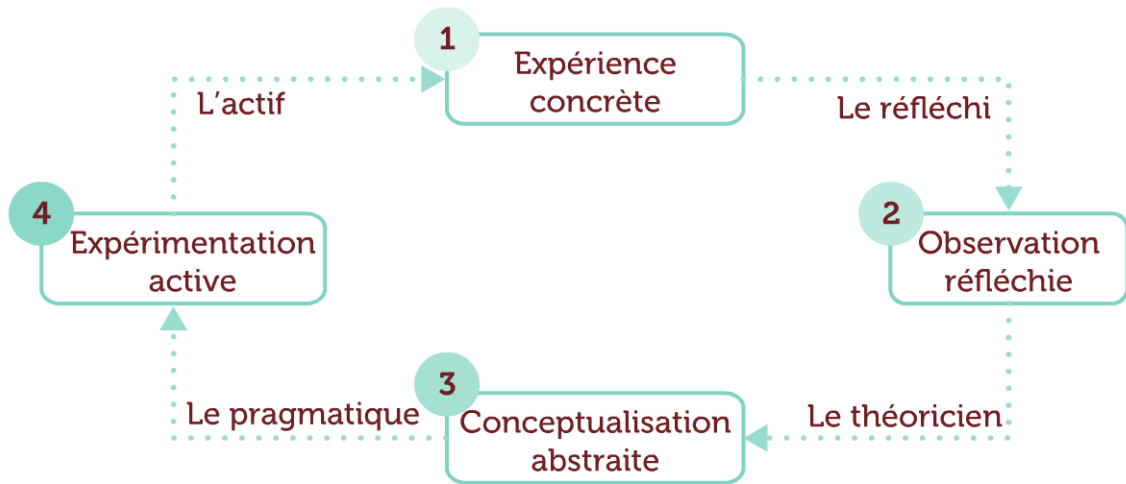 1
Expérience
concrète
L'actif
Le réfléchi
4
Expérimentation
active
2
Observation
réfléchie
3
Conceptualisation
abstraite
Le pragmatique
Le théoricien